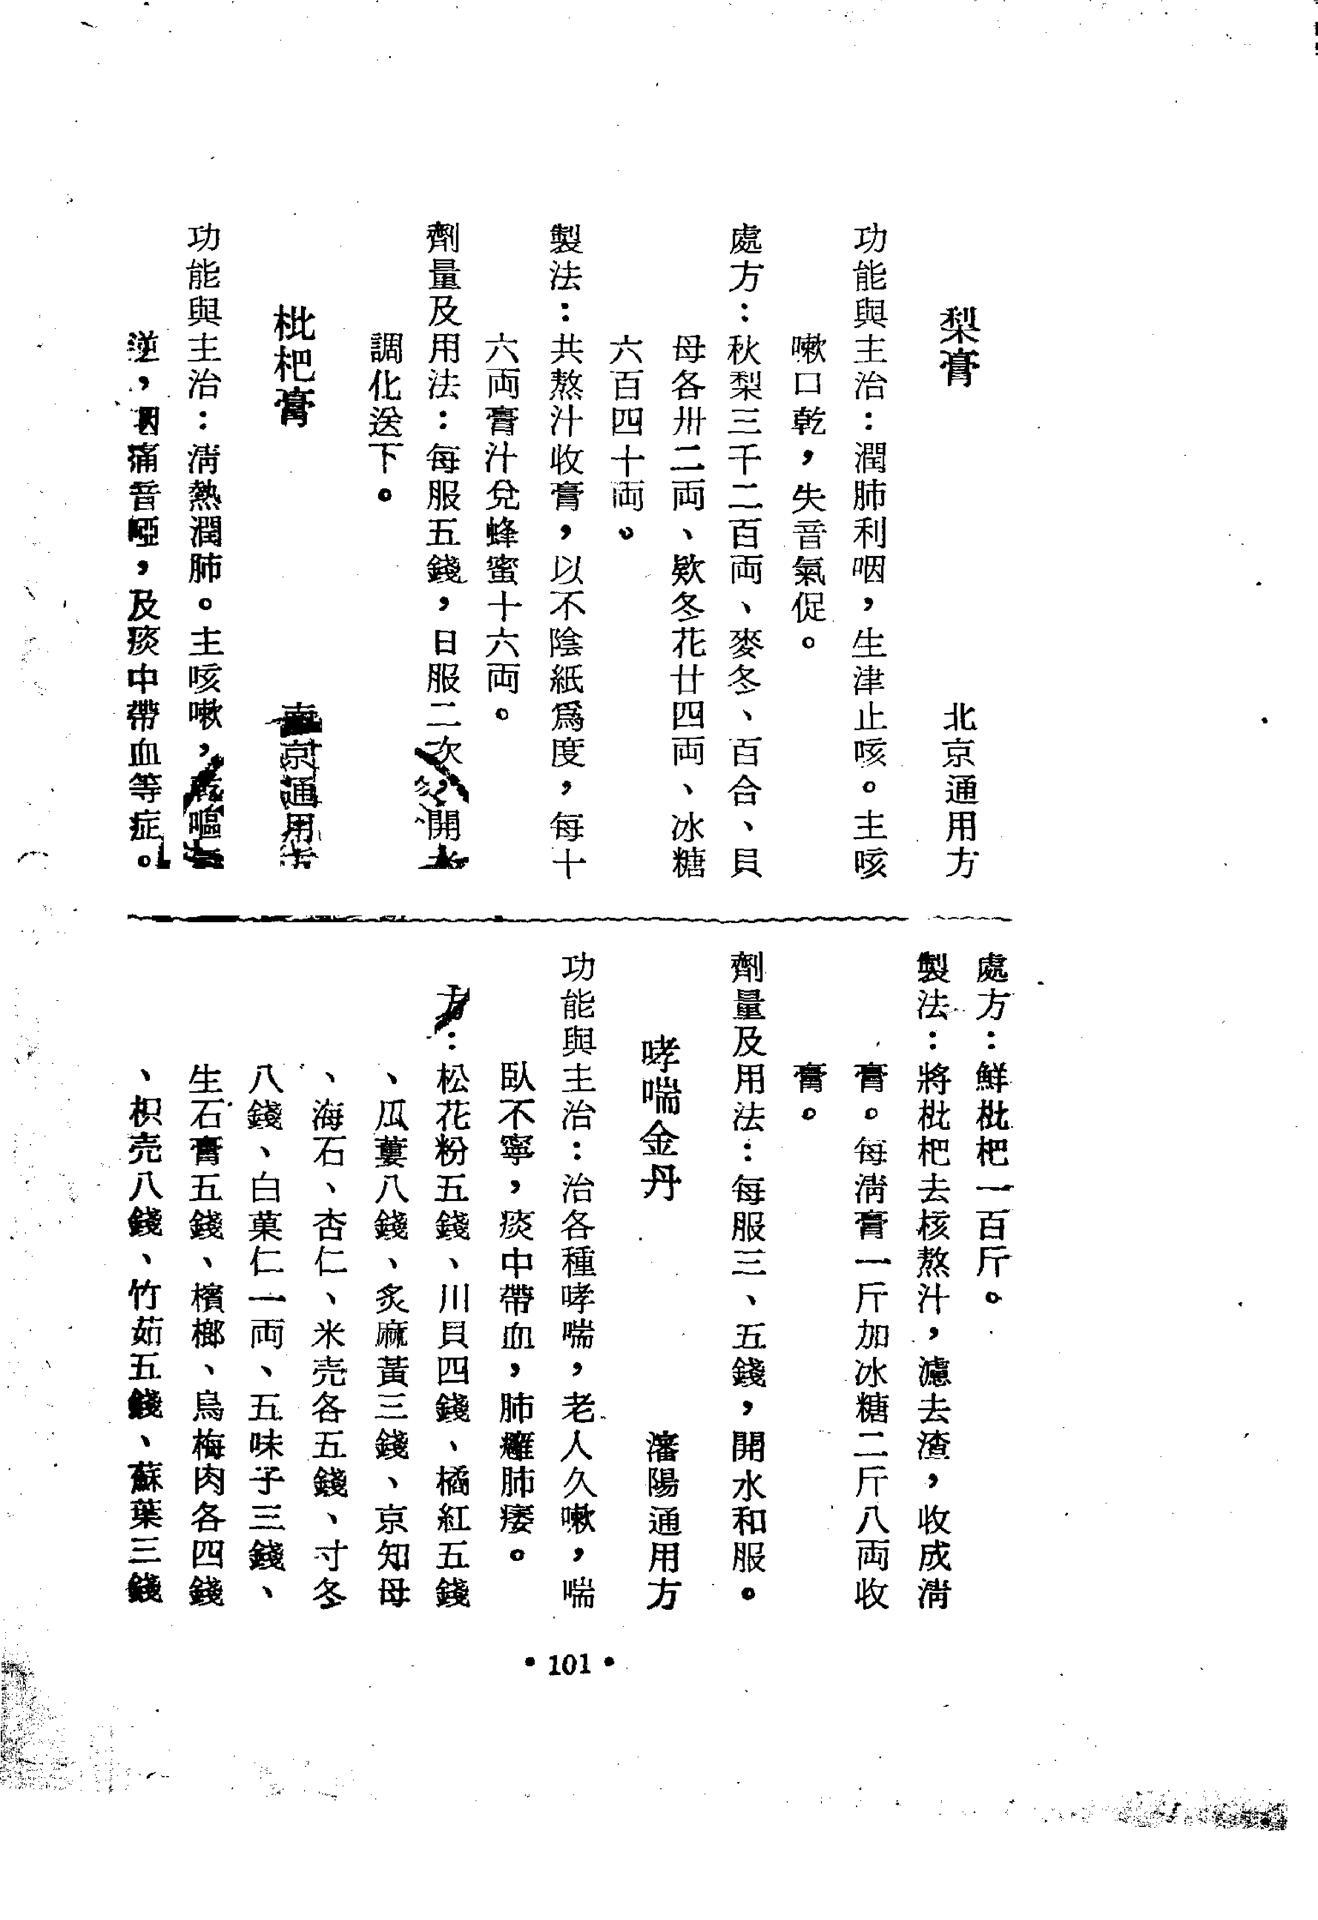 梨膏　北京通用方
功能與主治：潤肺利咽，生津止咳。主咳
嗽口乾，失音氣促。
處方：秋梨三千二百両、麥冬、百合、貝
母各卅二両、欵冬花廿四両、冰糖
六百四十両。
製法：共熬汁收膏，以不陰紙爲度，每十
六両膏汁兌蜂蜜十六両。
劑量及用法：每服五錢，日服二次，開水
調化送下。
枇杷膏　京通用方
功能與主治：淸熱潤肺。主咳嗽，乾嘔
逆，咽痛音啞，及痰中帶血等症。
處方：鮮枇杷一百斤。
製法：將枇杷去核熬汁，濾去渣，收成淸
膏。每淸膏一斤加冰糖二斤八両收
膏。
劑量及用法：每服三、五錢，開水和服。
哮喘金丹　瀋陽通用方
功能與主治：治各種哮喘，老人久嗽，喘
臥不寧，痰中帶血，肺癰肺痿。
方：松花粉五錢、川貝四錢、橘紅五錢
、瓜蔞八錢、炙麻黃三錢、京知母
、海石、杏仁、米壳各五錢、寸冬
八錢、白菓仁一両、五味子三錢、
生石膏五錢、檳榔、烏梅肉各四錢
、枳壳八錢、竹茹五錢、蘇葉三錢
• 101 •